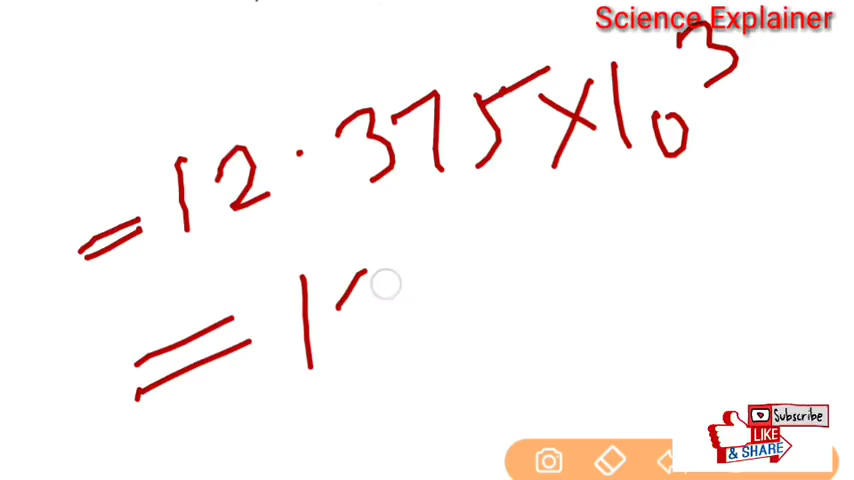 Science Explainer
= 12.375×10³
= 1
Subscribe
LIKE
& SHARE